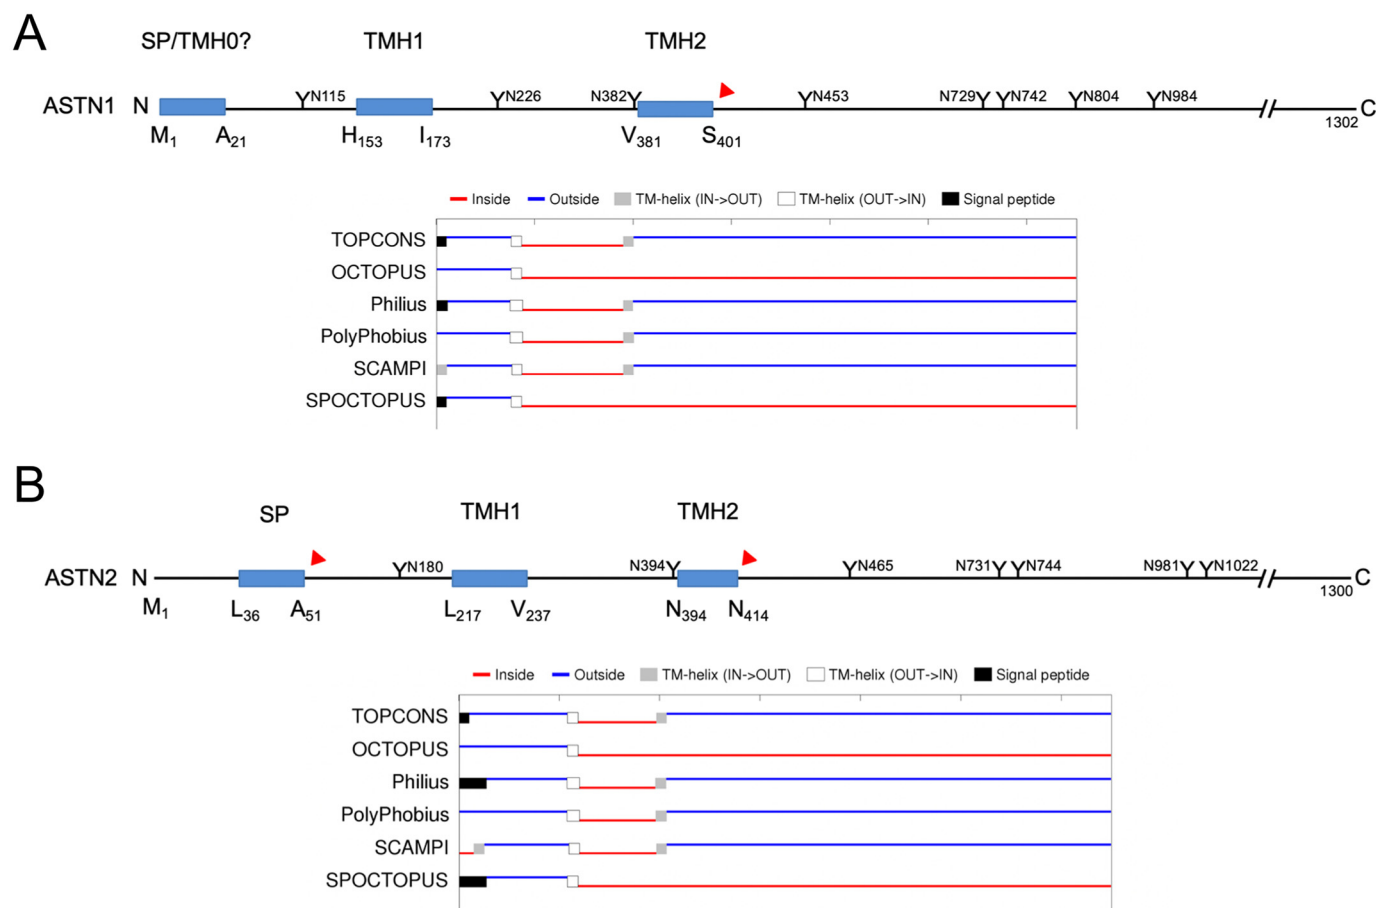 A
SP/TMH0? TMH1 TMH2
ASTN1 N N115 N226 N382 N453 N729 N742 N804 N984 C
1302
M1 A21 H153 I173 V381 S401
Inside Outside TM-helix (IN->OUT) TM-helix (OUT->IN) Signal peptide
TOPCONS
OCTOPUS
Philius
PolyPhobius
SCAMPI
SPOCTOPUS
B
SP TMH1 TMH2
ASTN2 N N180 N394 N465 N731 N744 N981 N1022 C
1300
M1 L36 A51 L217 V237 N394 N414
Inside Outside TM-helix (IN->OUT) TM-helix (OUT->IN) Signal peptide
TOPCONS
OCTOPUS
Philius
PolyPhobius
SCAMPI
SPOCTOPUS